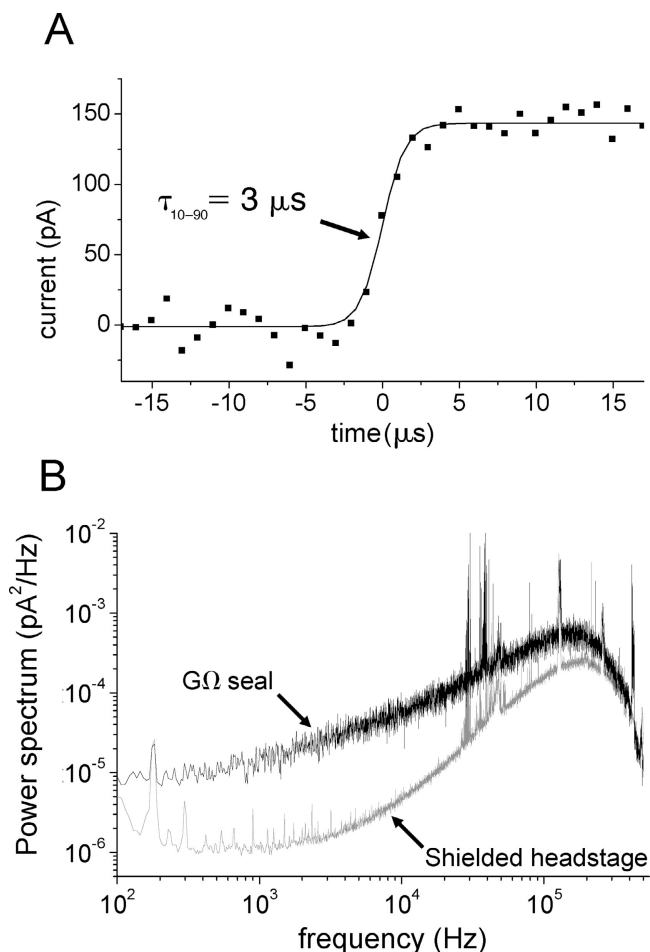 A
150
100
50
0
current (pA)
τ10–90= 3 μs
-15 -10 -5 0 5 10 15
time(μs)
B
10-2
10-3
10-4
10-5
10-6
Power spectrum (pA2/Hz)
GΩ seal
Shielded headstage
102 103 104 105
frequency (Hz)